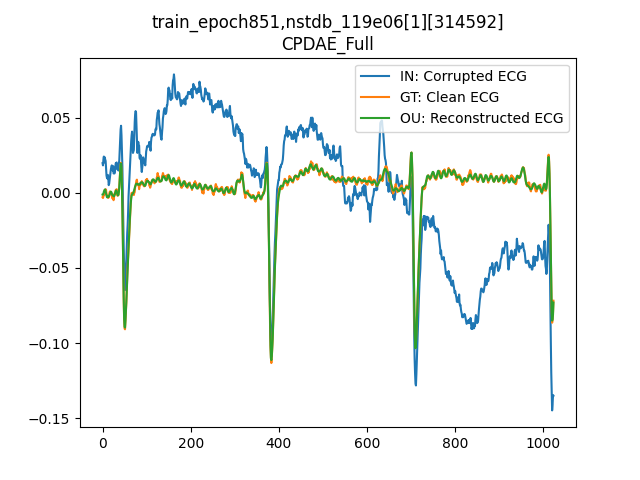 train_epoch851,nstdb_119e06[1][314592]
CPDAE_Full
IN: Corrupted ECG
GT: Clean ECG
OU: Reconstructed ECG
0.05
0.00
−0.05
−0.10
−0.15
0 200 400 600 800 1000